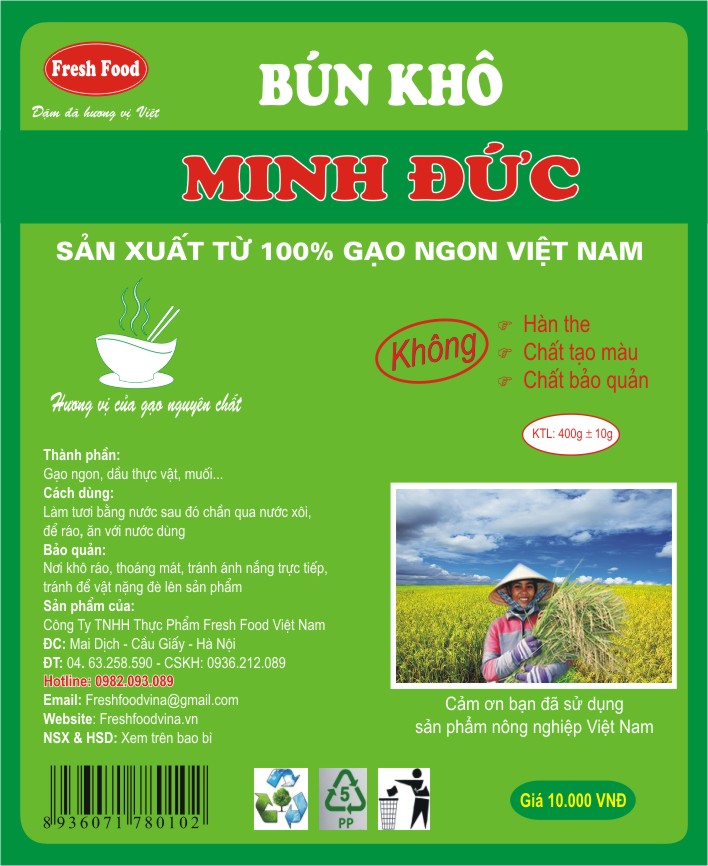 Fresh Food
Đậm đà hương vị Việt
BÚN KHÔ
MINH ĐỨC
SẢN XUẤT TỪ 100% GẠO NGON VIỆT NAM
Hương vị của gạo nguyên chất
Không
☞ Hàn the
☞ Chất tạo màu
☞ Chất bảo quản
KTL: 400g ± 10g
Thành phần:
Gạo ngon, dầu thực vật, muối...
Cách dùng:
Làm tươi bằng nước sau đó chần qua nước xôi,
để ráo, ăn với nước dùng
Bảo quản:
Nơi khô ráo, thoáng mát, tránh ánh nắng trực tiếp,
tránh để vật nặng đè lên sản phẩm
Sản phẩm của:
Công Ty TNHH Thực Phẩm Fresh Food Việt Nam
ĐC: Mai Dịch - Cầu Giấy - Hà Nội
ĐT: 04. 63.258.590 - CSKH: 0936.212.089
Hotline: 0982.093.089
Email: Freshfoodvina@gmail.com
Website: Freshfoodvina.vn
NSX & HSD: Xem trên bao bì
Cảm ơn bạn đã sử dụng
sản phẩm nông nghiệp Việt Nam
8 936071 780102
5
PP
Giá 10.000 VNĐ